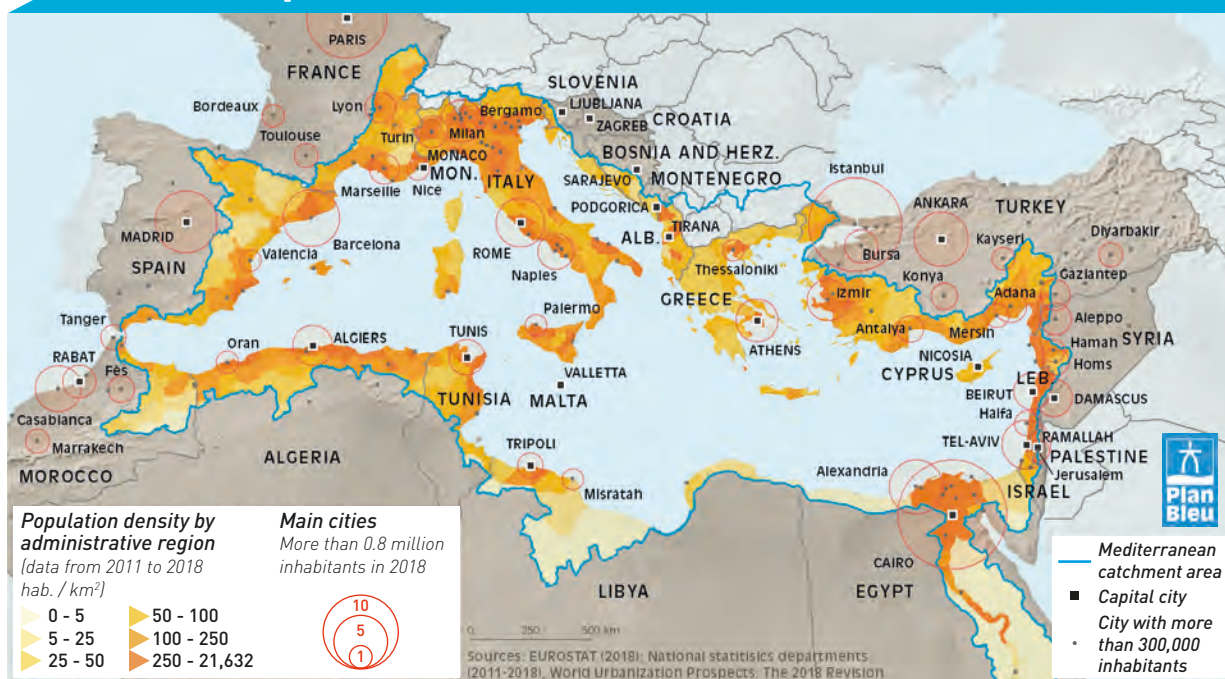 PARIS
FRANCE
SLOVENIA
Bordeaux
Lyon
Bergamo
LJUBLJANA
ZAGREB
CROATIA
Toulouse
Turin
Milan
MONACO
MON.
BOSNIA AND HERZ.
Istanbul
Marseille
Nice
ITALY
SARAJEVO
MONTENEGRO
ANKARA
TURKEY
MADRID
SPAIN
Barcelona
Valencia
ROME
Naples
PODGORICA
TIRANA
ALB.
Bursa
Kayseri
Diyarbakir
Thessaloniki
Konya
Gaziantep
GREECE
Izmir
Adana
Palermo
Antalya
Mersin
Aleppo
Tanger
Oran
ALGIERS
TUNIS
ATHENS
NICOSIA
CYPRUS
Hamah
SYRIA
Homs
RABAT
Fès
TUNISIA
VALLETTA
MALTA
LEB.
BEIRUT
DAMASCUS
Haifa
Casablanca
Marrakech
MOROCCO
ALGERIA
TRIPOLI
Misratah
Alexandria
TEL-AVIV
RAMALLAH
PALESTINE
Jerusalem
ISRAEL
CAIRO
LIBYA
EGYPT
Plan
Bleu
Population density by
administrative region
(data from 2011 to 2018
hab. / km²)
0 - 5
5 - 25
25 - 50
50 - 100
100 - 250
250 - 21,632
Main cities
More than 0.8 million
inhabitants in 2018
10
5
1
0 250 500 km
Sources: EUROSTAT (2018); National statitisics departments
(2011-2018), World Urbanization Prospects: The 2018 Revision
Mediterranean
catchment area
Capital city
City with more
than 300,000
inhabitants